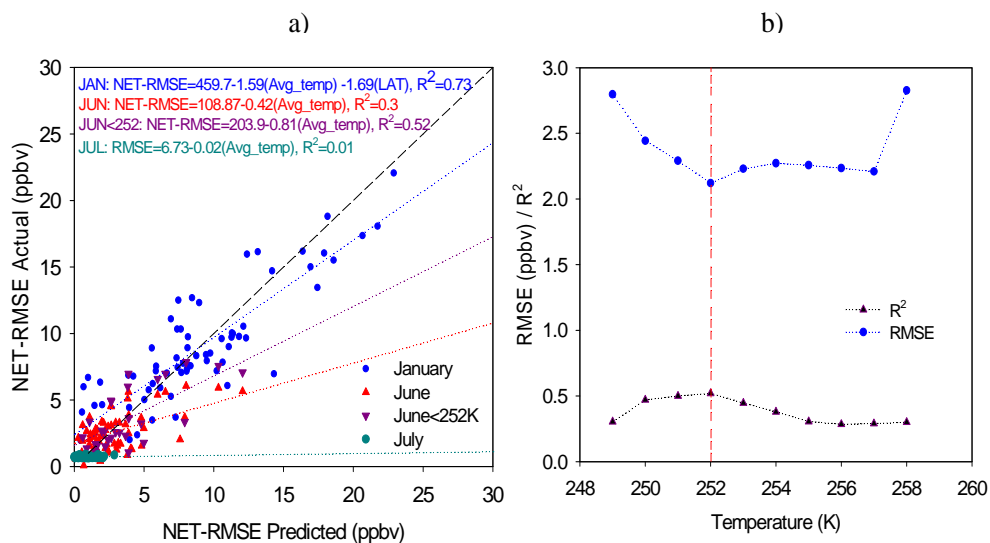 a)
JAN: NET-RMSE=459.7-1.59(Avg_temp) -1.69(LAT), R²=0.73
JUN: NET-RMSE=108.87-0.42(Avg_temp), R²=0.3
JUN<252: NET-RMSE=203.9-0.81(Avg_temp), R²=0.52
JUL: RMSE=6.73-0.02(Avg_temp), R²=0.01
NET-RMSE Actual (ppbv)
30
25
20
15
10
5
0
January
June
June<252K
July
0 5 10 15 20 25 30
NET-RMSE Predicted (ppbv)
b)
RMSE (ppbv) / R²
3.0
2.5
2.0
1.5
1.0
0.5
0.0
R²
RMSE
248 250 252 254 256 258 260
Temperature (K)